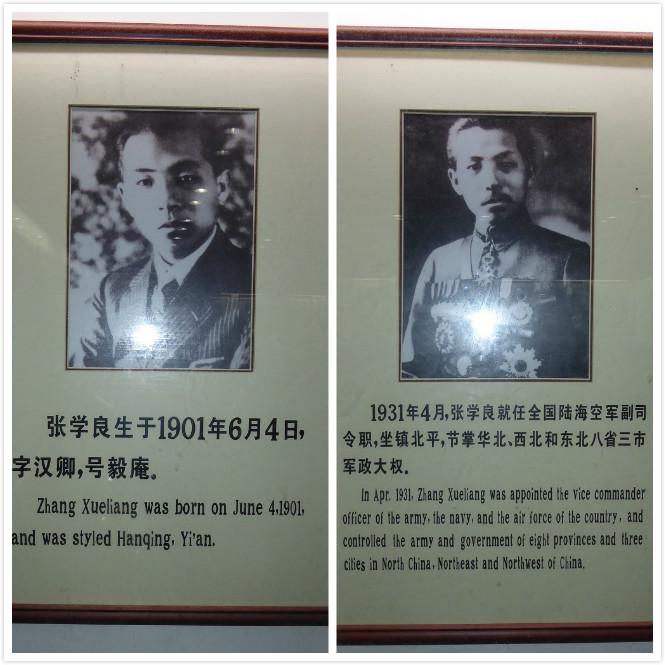 张学良生于1901年6月4日,
字汉卿,号毅庵。
Zhang Xueliang was born on June 4,1901,
and was styled Hanqing, Yi'an.
1931年4月,张学良就任全国陆海空军副司
令职,坐镇北平,节掌华北、西北和东北八省三市
军政大权。
In Apr. 1931, Zhang Xueliang was appointed the vice commander
officer of the army, the navy, and the air force of the country, and
controlled the army and government of eight provinces and three
cities in North China, Northeast and Northwest of China.